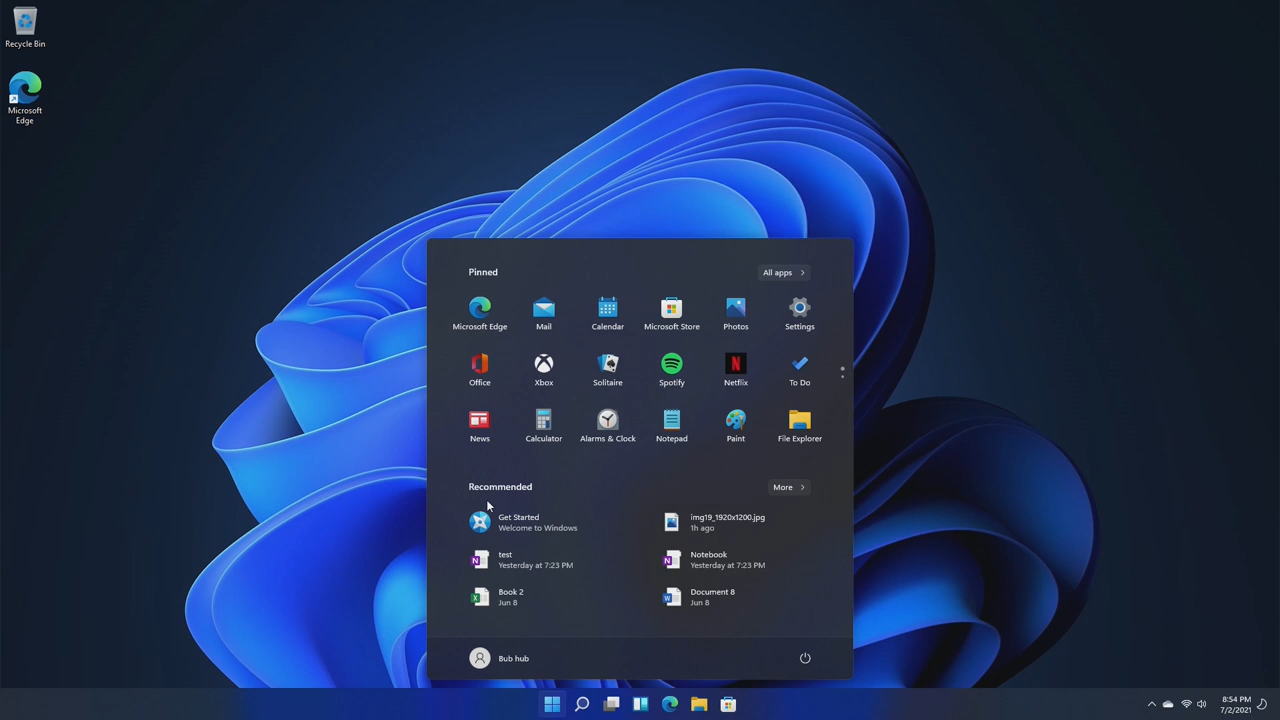 Recycle Bin
Microsoft
Edge
Pinned
All apps
Microsoft Edge
Mail
Calendar
Microsoft Store
Photos
Settings
Office
Xbox
Solitaire
Spotify
Netflix
To Do
News
Calculator
Alarms & Clock
Notepad
Paint
File Explorer
Recommended
More
Get Started
Welcome to Windows
img19_1920x1200.jpg
1h ago
test
Yesterday at 7:23 PM
Notebook
Yesterday at 7:23 PM
Book 2
Jun 8
Document 8
Jun 8
Bub hub
8:54 PM
7/2/2021